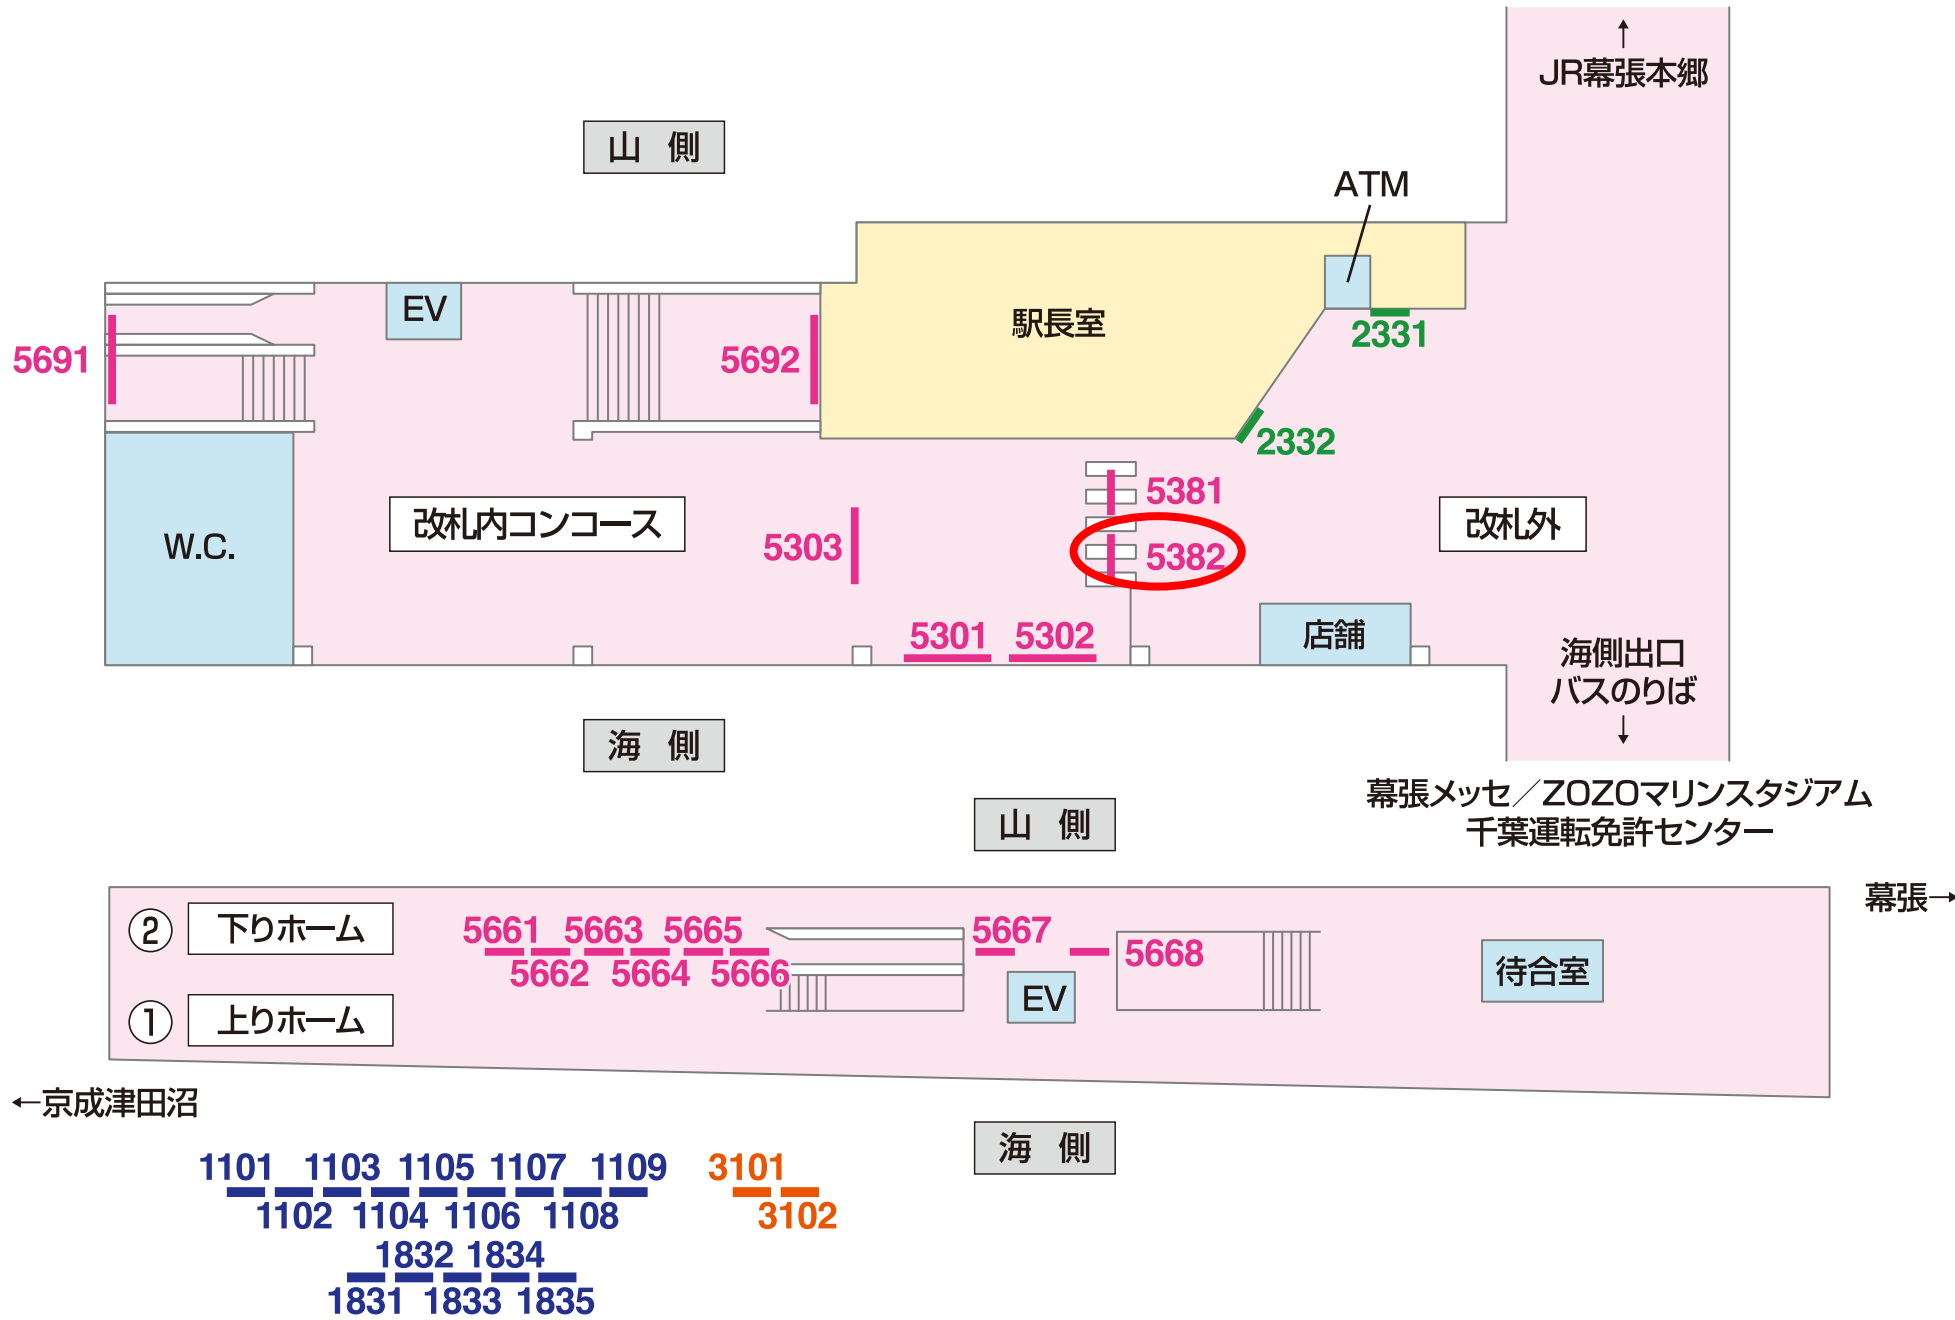 ↑
JR幕張本郷
山 側
ATM
EV
駅長室
5691
5692
2331
2332
5381
改札内コンコース
改札外
W.C.
5303
5382
5301 5302
店舗
海側出口
バスのりば
↓
海 側
幕張メッセ／ZOZOマリンスタジアム
千葉運転免許センター
山 側
幕張→
② 下りホーム
5661 5663 5665 5667
5662 5664 5666 5668
EV
待合室
① 上りホーム
←京成津田沼
海 側
1101 1103 1105 1107 1109 3101
1102 1104 1106 1108 3102
1832 1834
1831 1833 1835